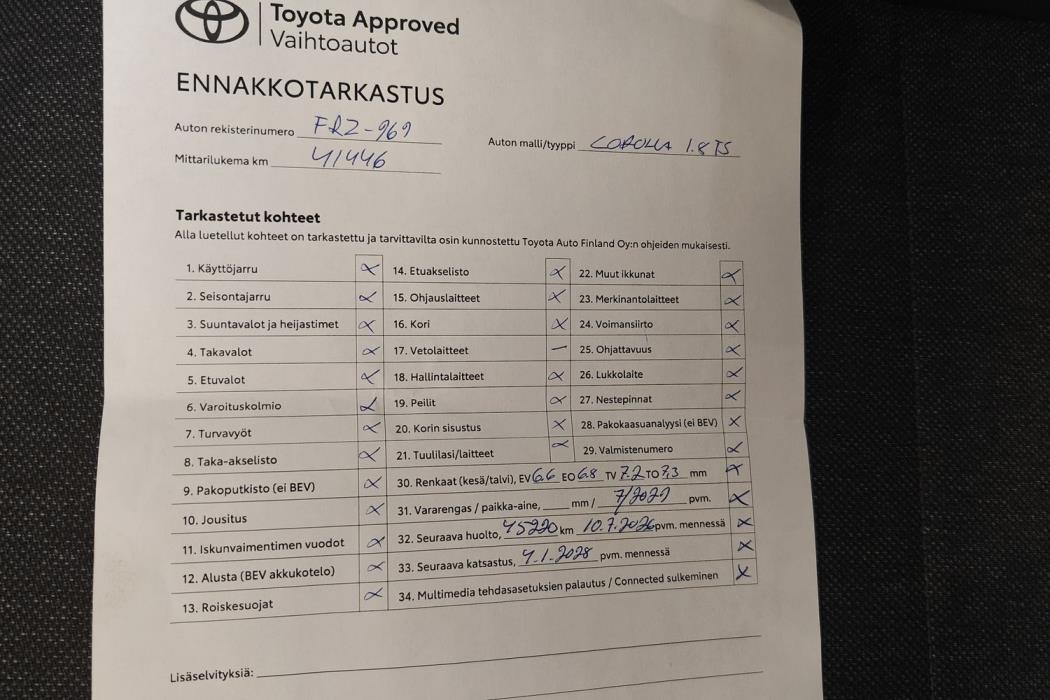 Toyota Approved
Vaihtoautot
ENNAKKOTARKASTUS
Auton rekisterinumero FRZ-969
Auton malli/tyyppi COROLLA 1.8 TS
Mittarilukema km 41446
Tarkastetut kohteet
Alla luetellut kohteet on tarkastettu ja tarvittavilta osin kunnostettu Toyota Auto Finland Oy:n ohjeiden mukaisesti.
1. Käyttöjarru
2. Seisontajarru
3. Suuntavalot ja heijastimet
4. Takavalot
5. Etuvalot
6. Varoituskolmio
7. Turvavyöt
8. Taka-akselisto
9. Pakoputkisto (ei BEV)
10. Jousitus
11. Iskunvaimentimen vuodot
12. Alusta (BEV akkukotelo)
13. Roiskesuojat
14. Etuakselisto
15. Ohjauslaitteet
16. Kori
17. Vetolaitteet —
18. Hallintalaitteet
19. Peilit
20. Korin sisustus
21. Tuulilasi/laitteet
22. Muut ikkunat
23. Merkinantolaitteet
24. Voimansiirto
25. Ohjattavuus
26. Lukkolaite
27. Nestepinnat
28. Pakokaasuanalyysi (ei BEV)
29. Valmistenumero
30. Renkaat (kesä/talvi), EV 6.6 EO 6.8 TV 7.2 TO 7,3 mm
31. Vararengas / paikka-aine, mm / 7/2029 pvm.
32. Seuraava huolto, 45220 km 10.7.2026 pvm. mennessä
33. Seuraava katsastus, 4.1.2028 pvm. mennessä
34. Multimedia tehdasasetuksien palautus / Connected sulkeminen
Lisäselvityksiä: